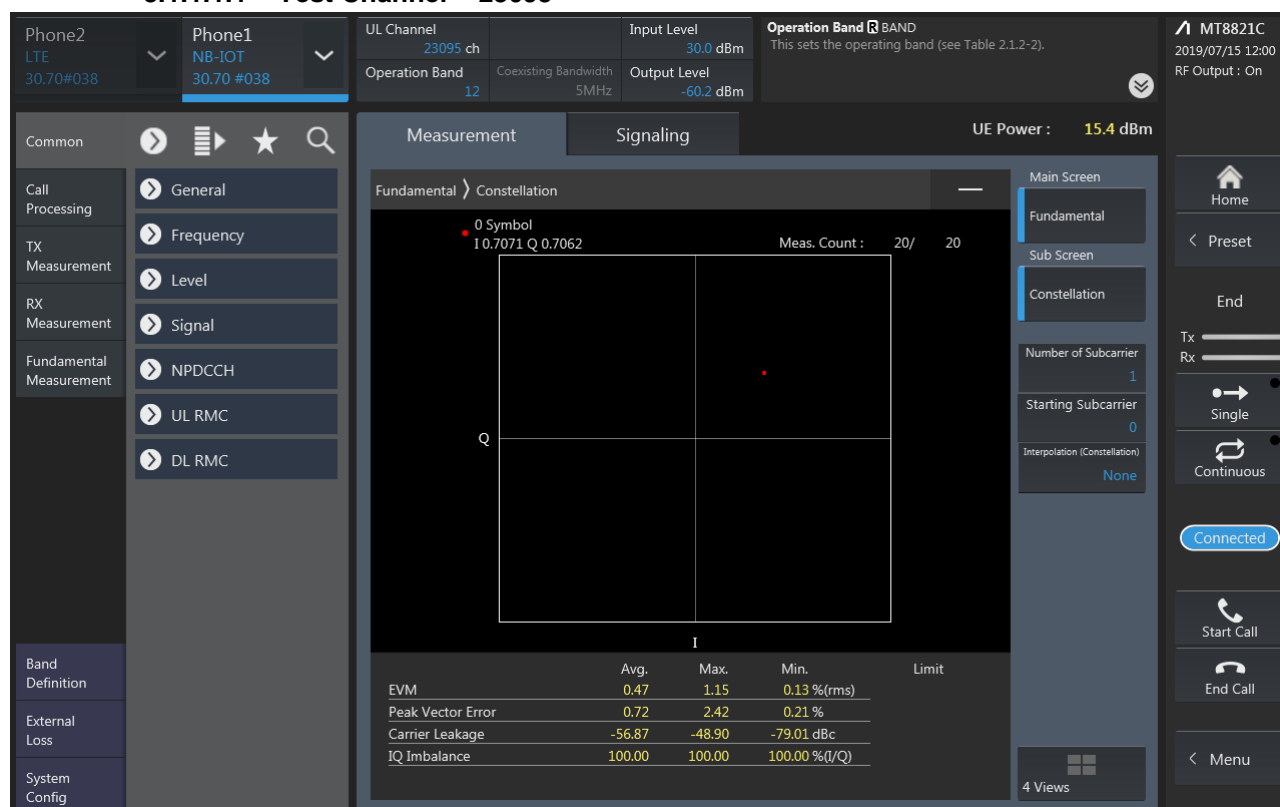 Phone2
LTE
30.70#038
Phone1
NB-IOT
30.70 #038
UL Channel
23095 ch
Operation Band
12
Coexisting Bandwidth
5MHz
Input Level
30.0 dBm
Output Level
-60.2 dBm
Operation Band R BAND
This sets the operating band (see Table 2.1.2-2).
MT8821C
2019/07/15 12:00
RF Output : On
Common
Call
Processing
TX
Measurement
RX
Measurement
Fundamental
Measurement
Band
Definition
External
Loss
System
Config
General
Frequency
Level
Signal
NPDCCH
UL RMC
DL RMC
Measurement
Signaling
UE Power : 15.4 dBm
Fundamental 〉 Constellation
0 Symbol
I 0.7071 Q 0.7062
Meas. Count : 20/ 20
Q
I
Avg. Max. Min. Limit
EVM 0.47 1.15 0.13 %(rms)
Peak Vector Error 0.72 2.42 0.21 %
Carrier Leakage -56.87 -48.90 -79.01 dBc
IQ Imbalance 100.00 100.00 100.00 %(I/Q)
Main Screen
Fundamental
Sub Screen
Constellation
Number of Subcarrier
1
Starting Subcarrier
0
Interpolation (Constellation)
None
4 Views
Home
< Preset
End
Tx
Rx
Single
Continuous
Connected
Start Call
End Call
< Menu